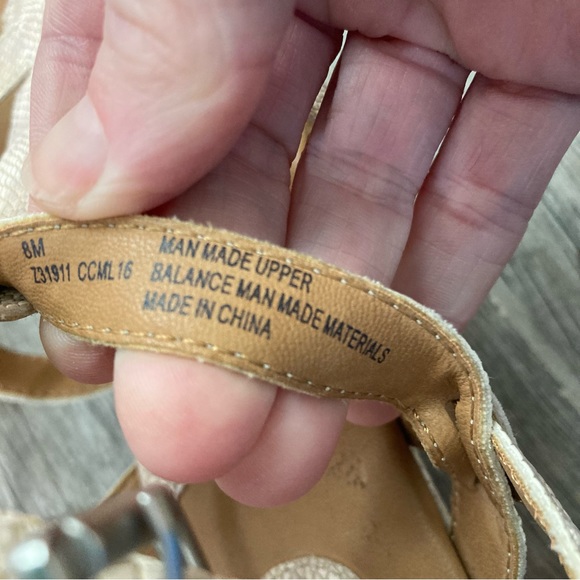 8M
Z31911 CCML16
MAN MADE UPPER
BALANCE MAN MADE MATERIALS
MADE IN CHINA